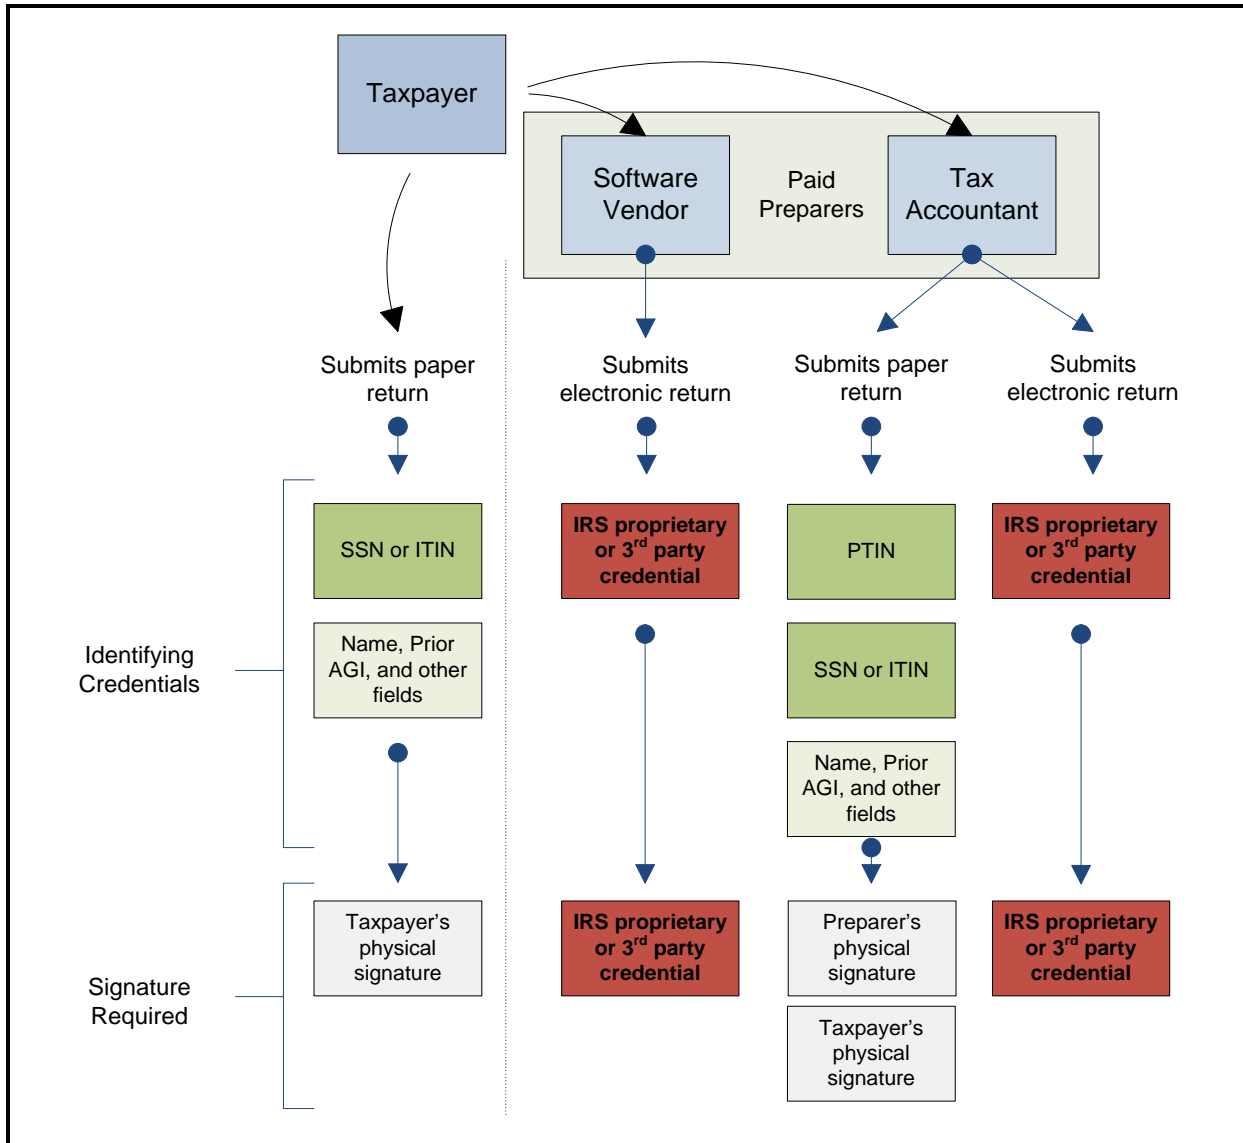 Taxpayer
Software
Vendor
Paid
Preparers
Tax
Accountant
Submits paper
return
Submits
electronic return
Submits paper
return
Submits
electronic return
Identifying
Credentials
SSN or ITIN
Name, Prior
AGI, and other
fields
IRS proprietary
or 3rd party
credential
PTIN
SSN or ITIN
Name, Prior
AGI, and other
fields
IRS proprietary
or 3rd party
credential
Signature
Required
Taxpayer’s
physical
signature
IRS proprietary
or 3rd party
credential
Preparer’s
physical
signature
Taxpayer’s
physical
signature
IRS proprietary
or 3rd party
credential